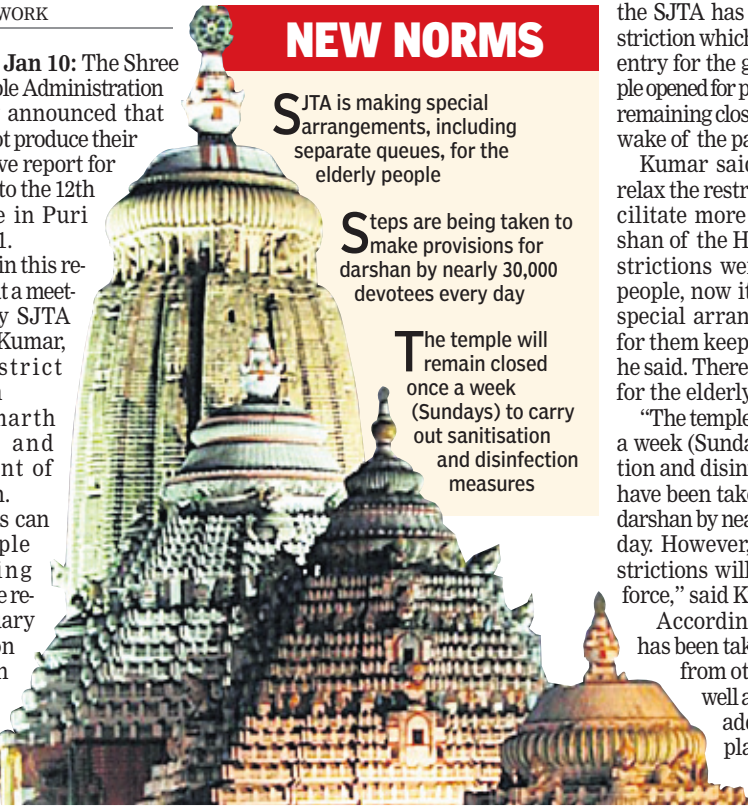 WORK
Jan 10: The Shree
ple Administration
announced that
ot produce their
ve report for
to the 12th
e in Puri
1.
in this re-
t a meet-
y SJTA
Kumar,
strict
harth
and
nt of
n.
s can
ple
ing
e re-
ary
on
n
NEW NORMS
SJTA is making special
arrangements, including
separate queues, for the
elderly people
Steps are being taken to
make provisions for
darshan by nearly 30,000
devotees every day
The temple will
remain closed
once a week
(Sundays) to carry
out sanitisation
and disinfection
measures
the SJTA has
striction which
entry for the g
ple opened for p
remaining clos
wake of the pa
Kumar said
relax the restr
cilitate more
shan of the H
strictions wer
people, now it
special arran
for them keep
he said. There
for the elderly
“The temple
a week (Sunda
tion and disin
have been take
darshan by nea
day. However,
strictions will
force,” said K
Accordin
has been tak
from ot
well a
ade
pla